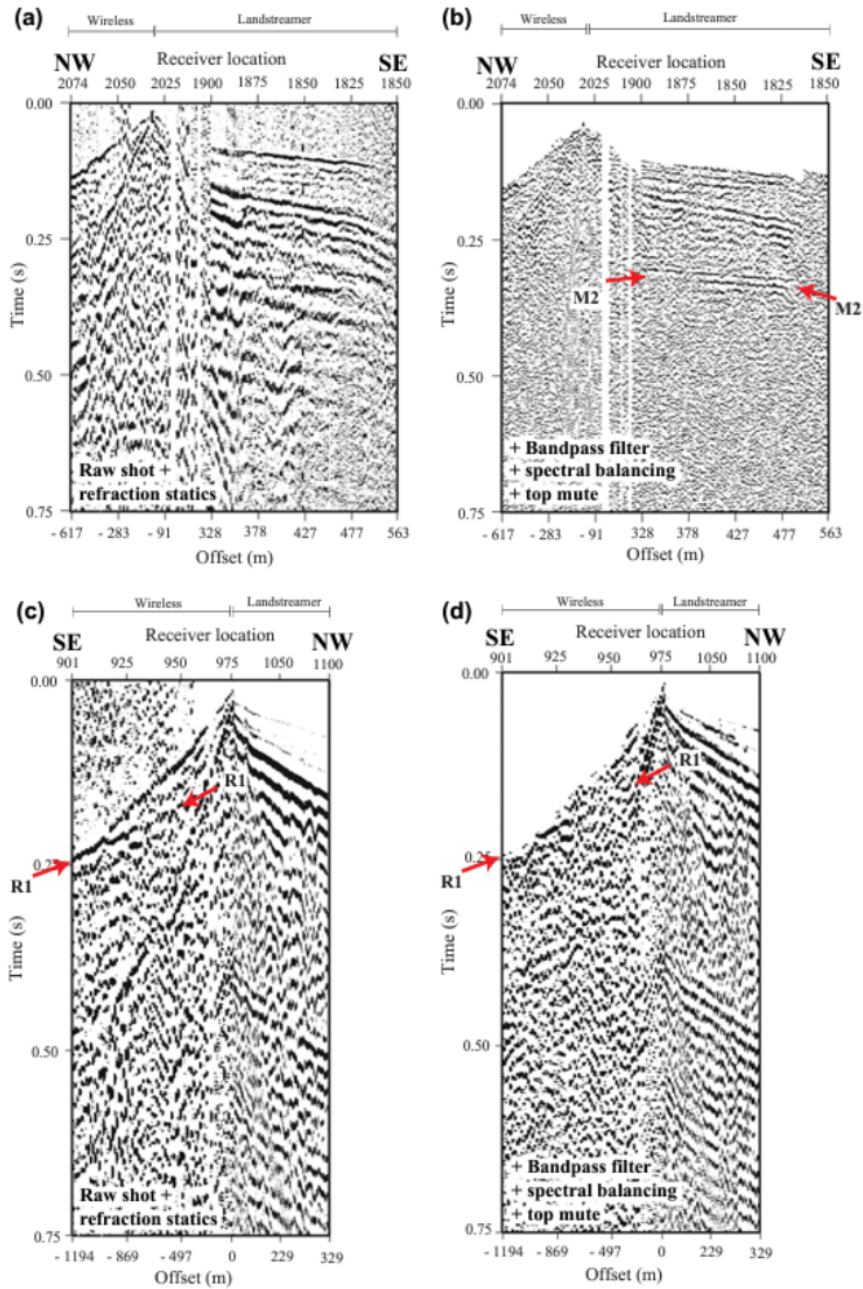 (a)
Wireless Landstreamer
Receiver location
NW SE
2074 2050 2025 1900 1875 1850 1825 1850
0.00
0.25
0.50
0.75
Time (s)
Raw shot +
refraction statics
- 617 - 283 - 91 328 378 427 477 563
Offset (m)
(b)
Wireless Landstreamer
Receiver location
NW SE
2074 2050 2025 1900 1875 1850 1825 1850
0.00
0.25
0.50
0.75
Time (s)
M2
M2
+ Bandpass filter
+ spectral balancing
+ top mute
- 617 - 283 - 91 328 378 427 477 563
Offset (m)
(c)
Wireless Landstreamer
Receiver location
SE NW
901 925 950 975 1050 1100
0.00
0.25
0.50
0.75
Time (s)
R1
R1
Raw shot +
refraction statics
- 1194 - 869 - 497 0 229 329
Offset (m)
(d)
Wireless Landstreamer
Receiver location
SE NW
901 925 950 975 1050 1100
0.00
0.25
0.50
0.75
Time (s)
R1
R1
+ Bandpass filter
+ spectral balancing
+ top mute
- 1194 - 869 - 497 0 229 329
Offset (m)